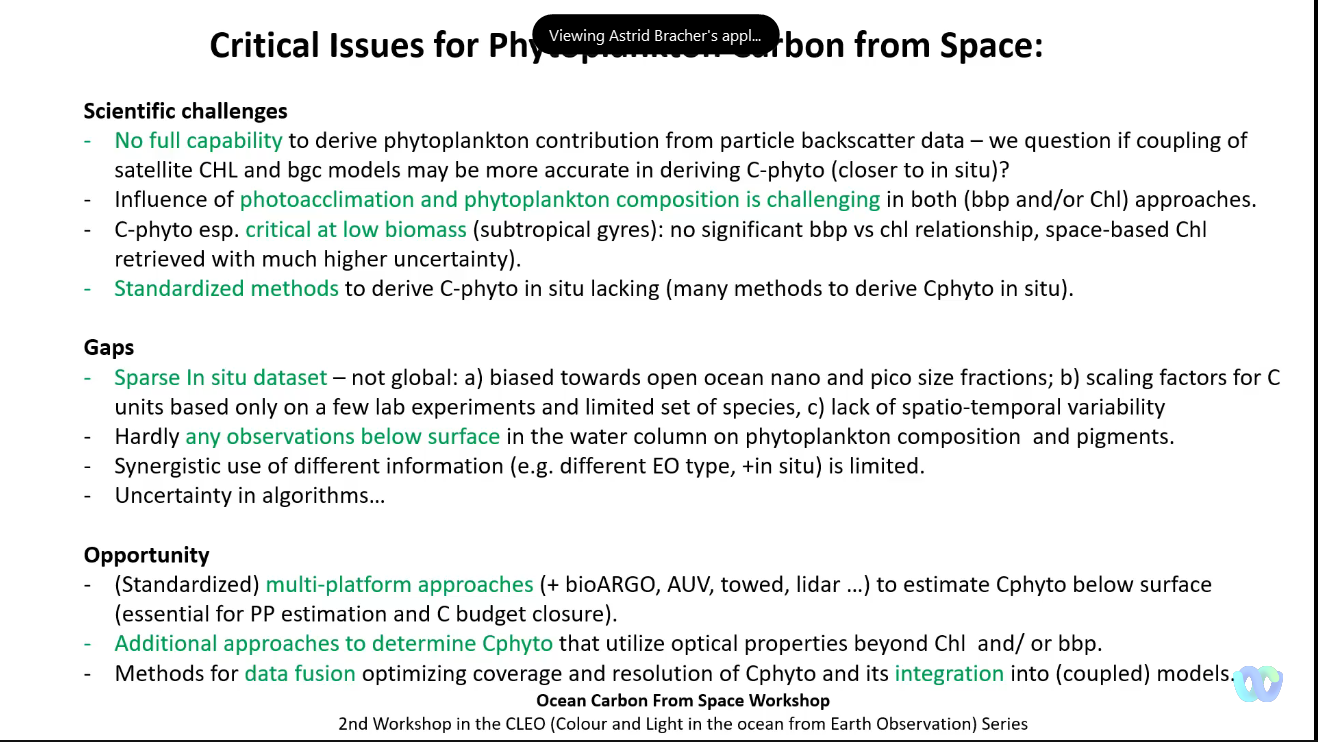 Viewing Astrid Bracher's appl...
Critical Issues for Phytoplankton Carbon from Space:
Scientific challenges
- No full capability to derive phytoplankton contribution from particle backscatter data – we question if coupling of
satellite CHL and bgc models may be more accurate in deriving C-phyto (closer to in situ)?
- Influence of photoacclimation and phytoplankton composition is challenging in both (bbp and/or Chl) approaches.
- C-phyto esp. critical at low biomass (subtropical gyres): no significant bbp vs chl relationship, space-based Chl
retrieved with much higher uncertainty).
- Standardized methods to derive C-phyto in situ lacking (many methods to derive Cphyto in situ).
Gaps
- Sparse In situ dataset – not global: a) biased towards open ocean nano and pico size fractions; b) scaling factors for C
units based only on a few lab experiments and limited set of species, c) lack of spatio-temporal variability
- Hardly any observations below surface in the water column on phytoplankton composition and pigments.
- Synergistic use of different information (e.g. different EO type, +in situ) is limited.
- Uncertainty in algorithms...
Opportunity
- (Standardized) multi-platform approaches (+ bioARGO, AUV, towed, lidar ...) to estimate Cphyto below surface
(essential for PP estimation and C budget closure).
- Additional approaches to determine Cphyto that utilize optical properties beyond Chl and/ or bbp.
- Methods for data fusion optimizing coverage and resolution of Cphyto and its integration into (coupled) models.
Ocean Carbon From Space Workshop
2nd Workshop in the CLEO (Colour and Light in the ocean from Earth Observation) Series